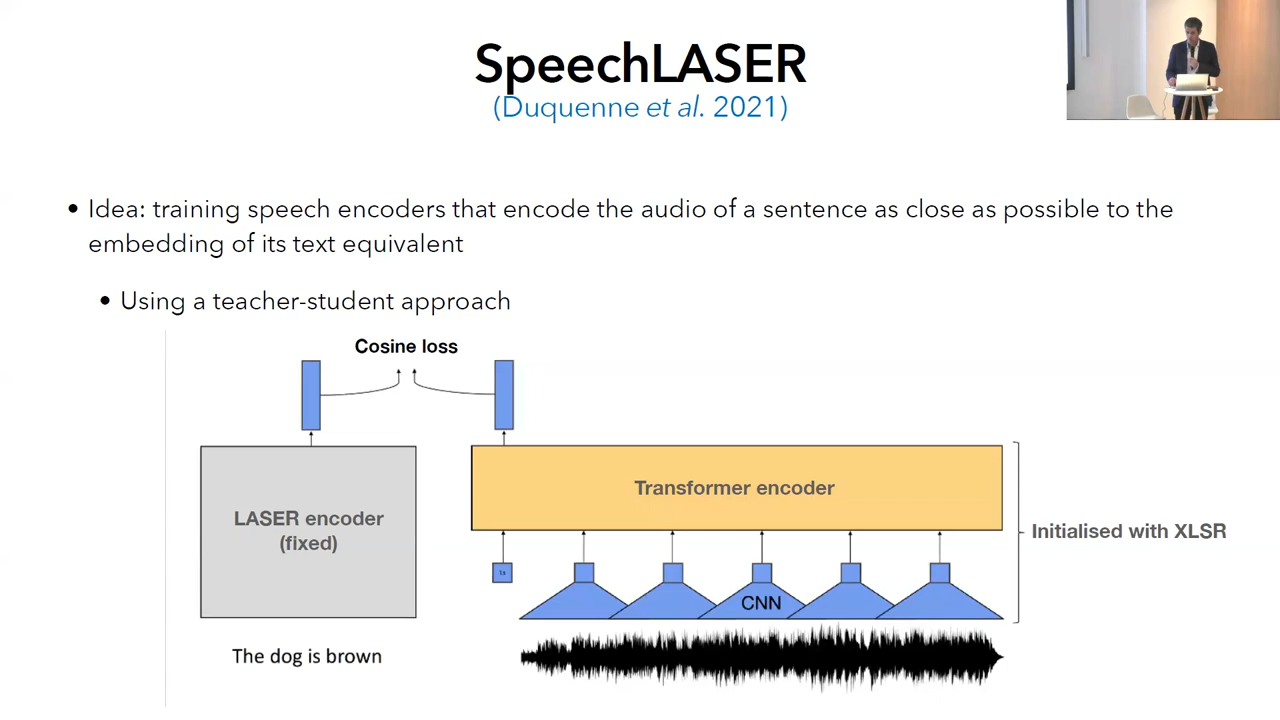 SpeechLASER
(Duquenne et al. 2021)
• Idea: training speech encoders that encode the audio of a sentence as close as possible to the
embedding of its text equivalent
• Using a teacher-student approach
Cosine loss
LASER encoder
(fixed)
Transformer encoder
Initialised with XLSR
CNN
The dog is brown